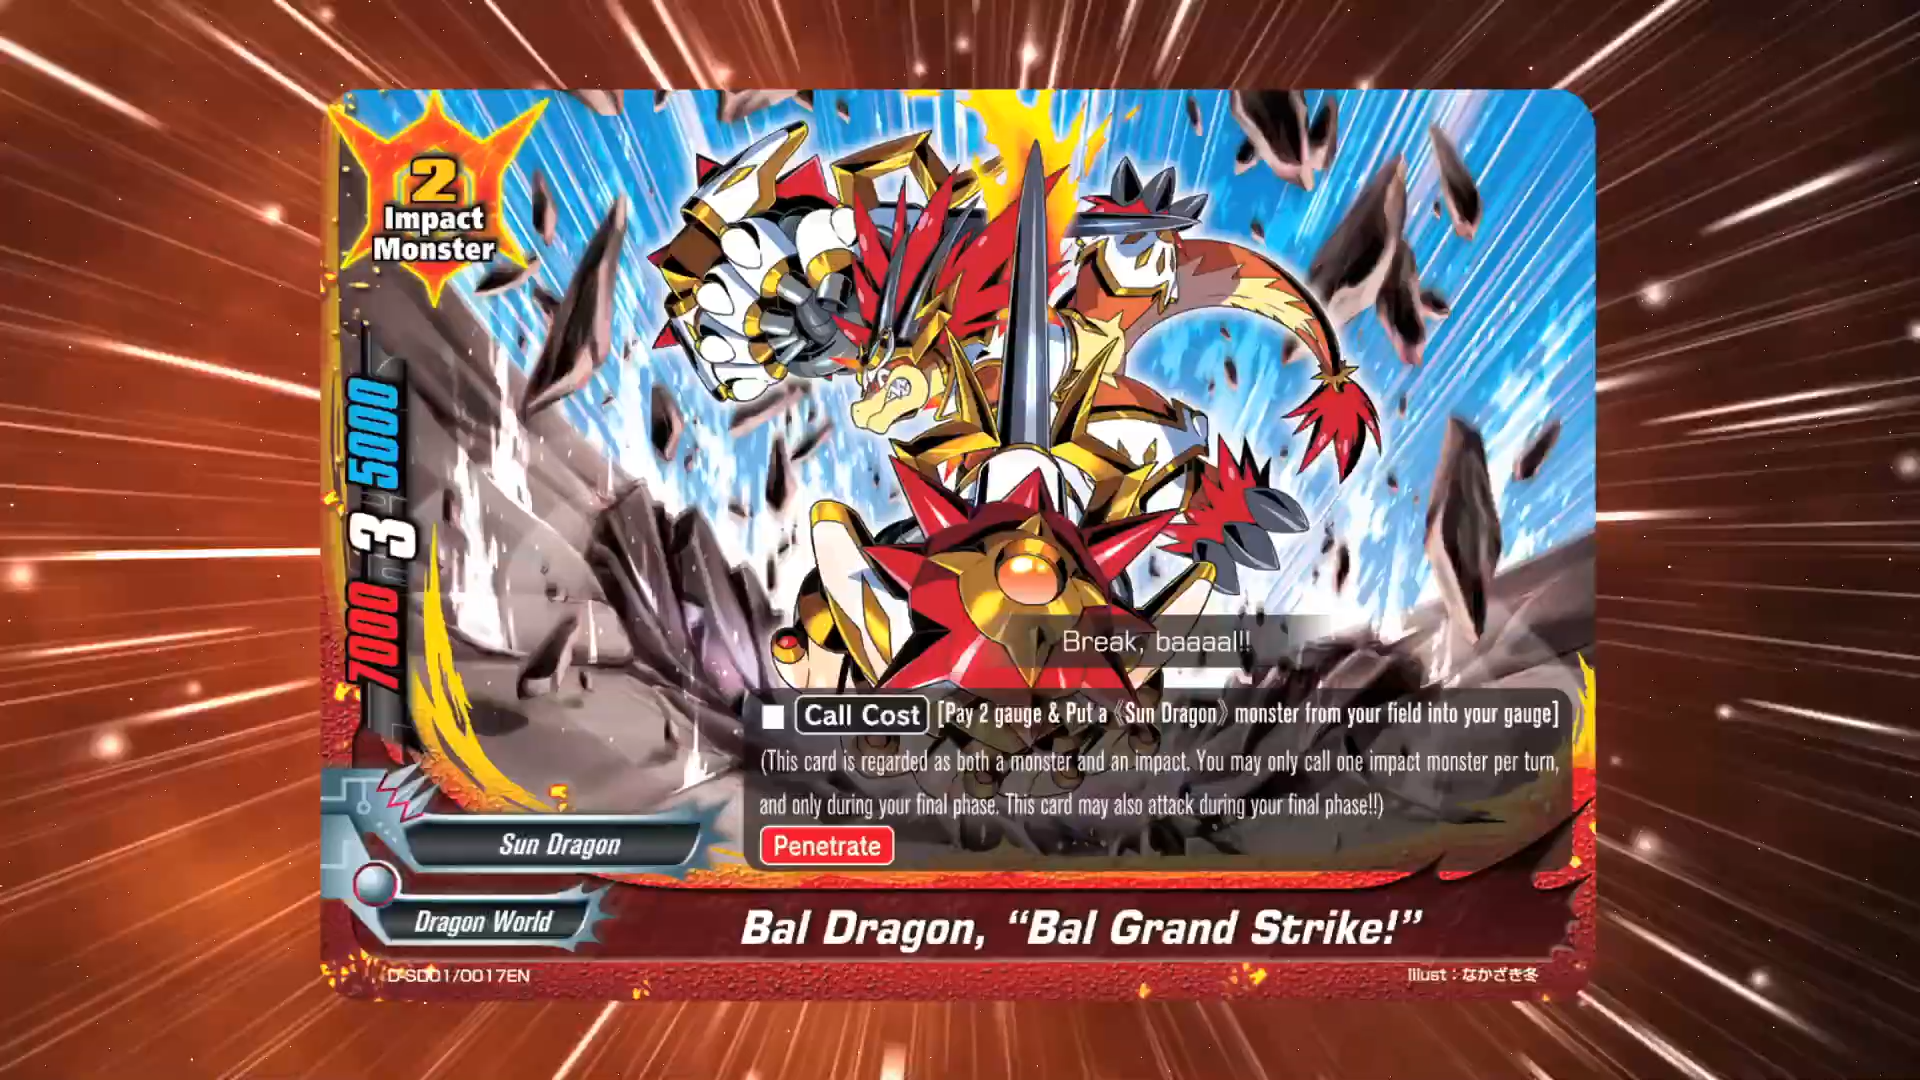 2
Impact
Monster
5000
3
7000
Break, baaaal!!
■ Call Cost [Pay 2 gauge & Put a 《Sun Dragon》 monster from your field into your gauge]
(This card is regarded as both a monster and an impact. You may only call one impact monster per turn,
and only during your final phase. This card may also attack during your final phase!!)
Penetrate
Sun Dragon
Dragon World
Bal Dragon, “Bal Grand Strike!”
D-SD01/0017EN
Illust : なかざき冬